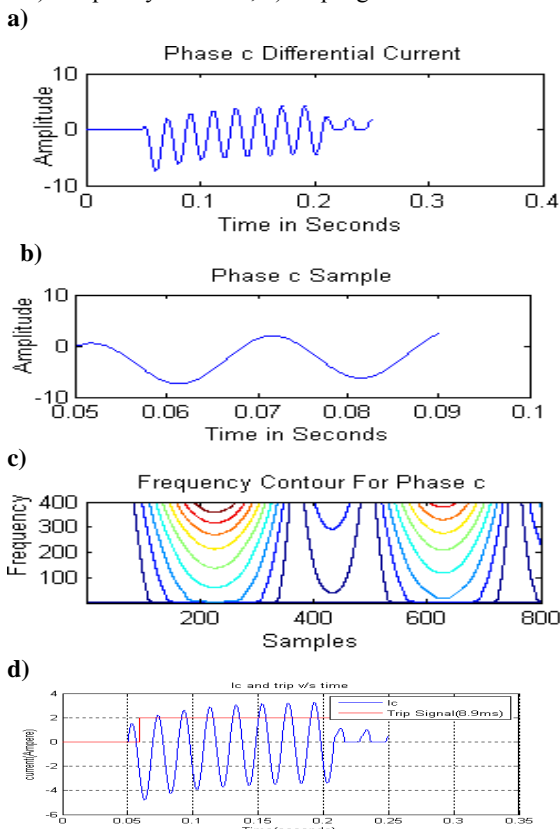 a)
Phase c Differential Current
10
0
-10
Amplitude
0 0.1 0.2 0.3 0.4
Time in Seconds
b)
Phase c Sample
10
0
-10
Amplitude
0.05 0.06 0.07 0.08 0.09 0.1
Time in Seconds
c)
Frequency Contour For Phase c
400
300
200
100
Frequency
200 400 600 800
Samples
d)
Ic and trip v/s time
4
2
0
-2
-4
-6
current(Ampere)
Ic
Trip Signal(8.9ms)
0 0.05 0.1 0.15 0.2 0.25 0.3 0.35
Time(seconds)